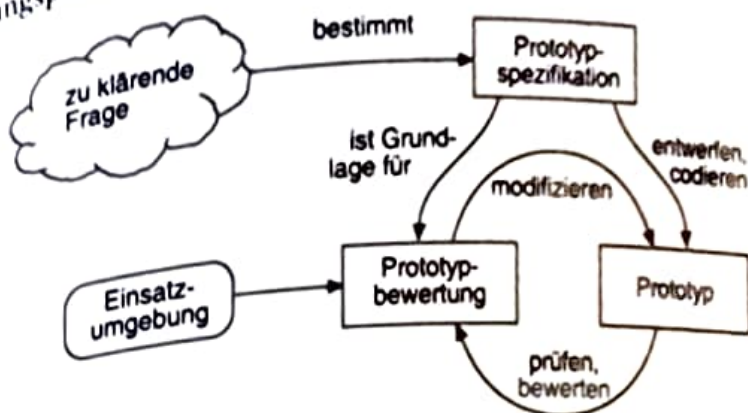 bestimmt
zu klärende
Frage
Prototyp-
spezifikation
ist Grund-
lage für
entwerfen,
codieren
modifizieren
Einsatz-
umgebung
Prototyp-
bewertung
Prototyp
prüfen,
bewerten